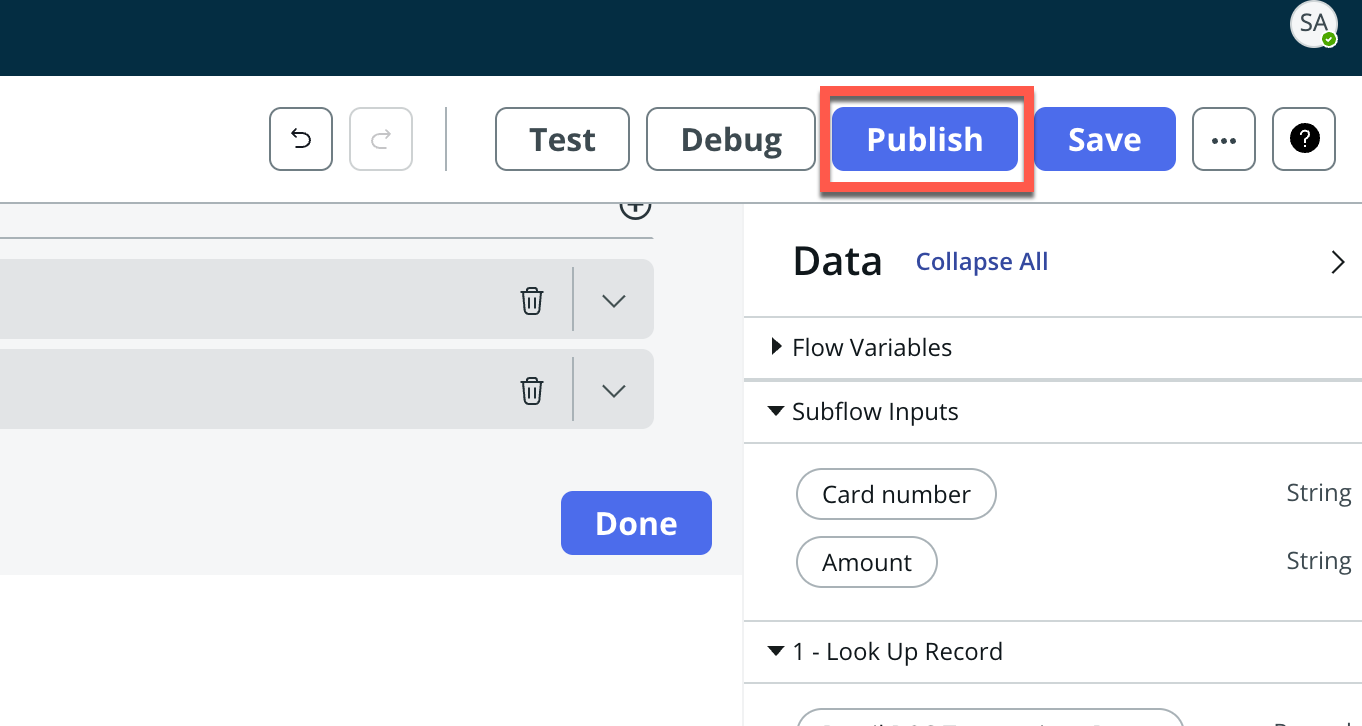 SA
Test Debug Publish Save ... ?
Data Collapse All
Flow Variables
Subflow Inputs
Card number String
Amount String
Done
1 - Look Up Record